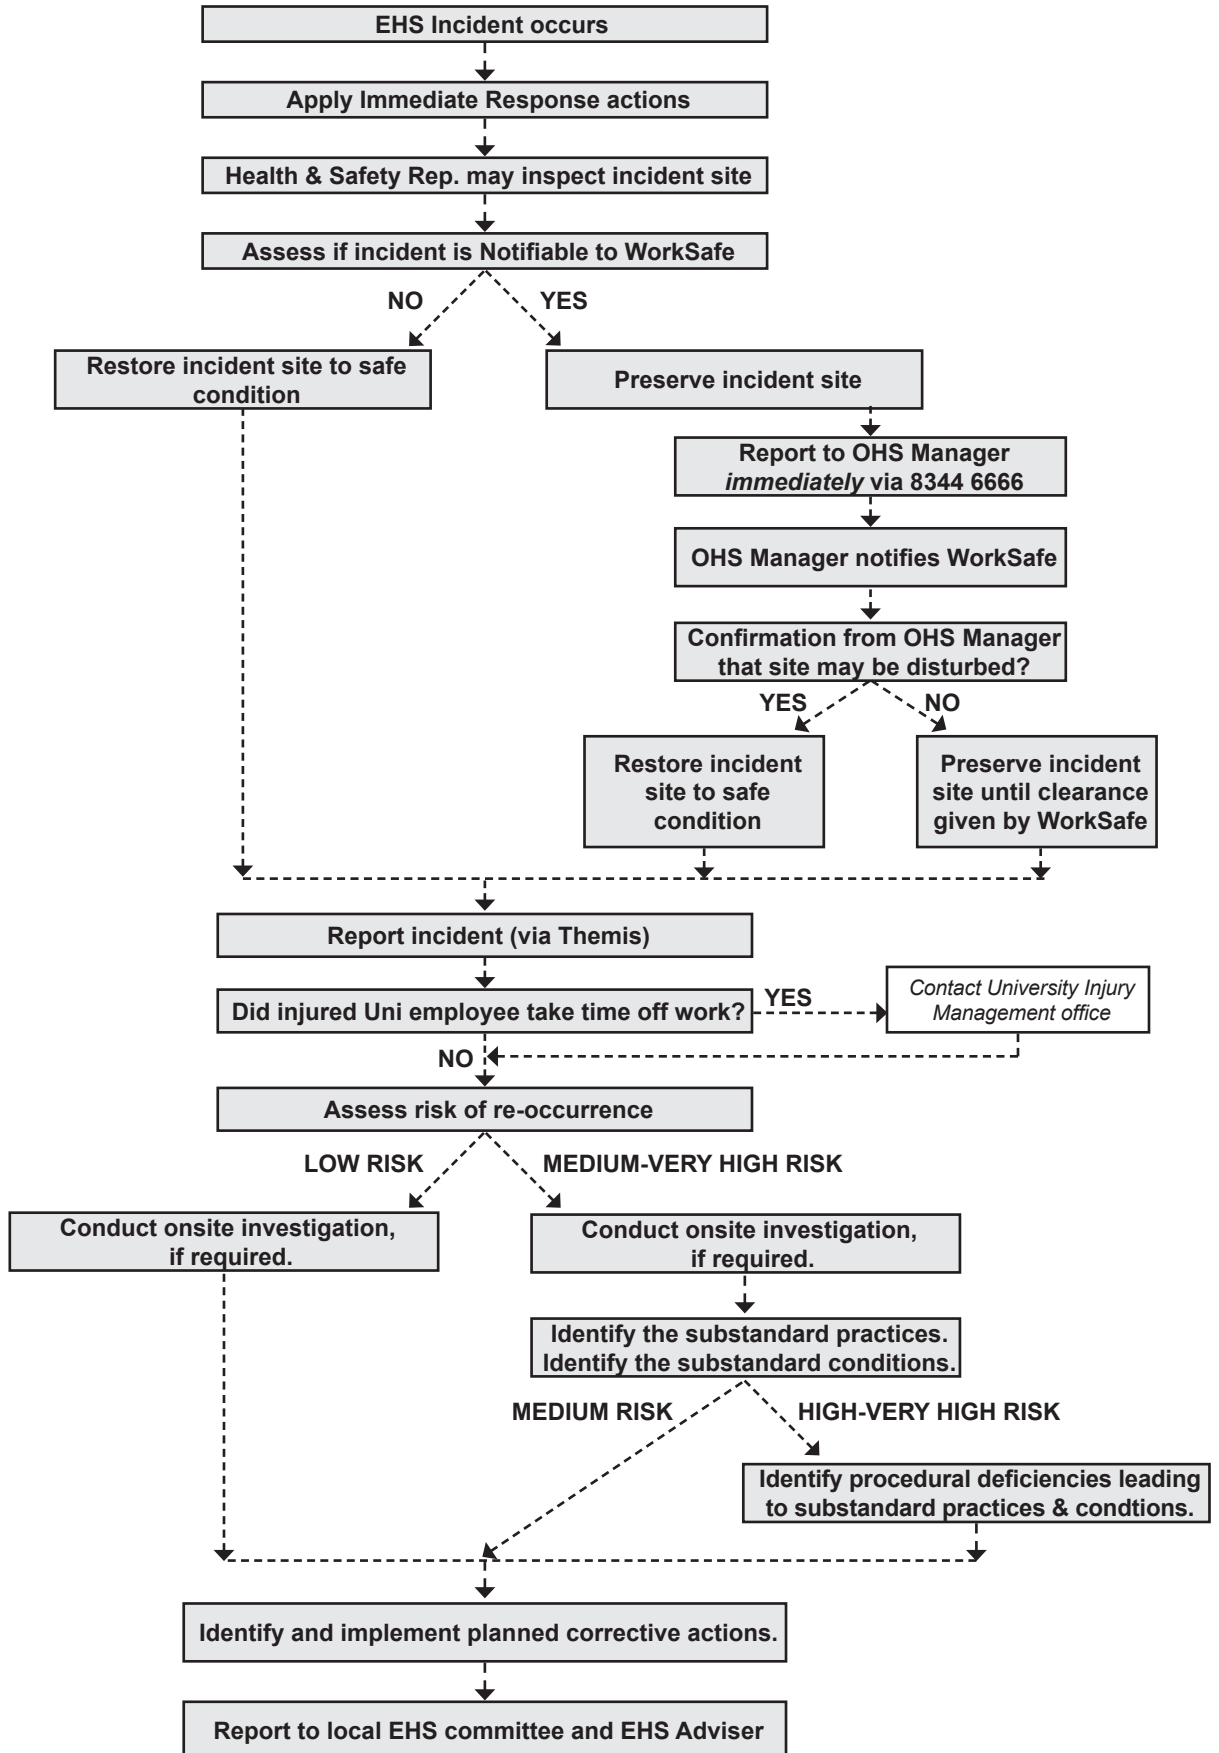 EHS Incident occurs
Apply Immediate Response actions
Health & Safety Rep. may inspect incident site
Assess if incident is Notifiable to WorkSafe
NO
YES
Restore incident site to safe
condition
Preserve incident site
Report to OHS Manager
immediately via 8344 6666
OHS Manager notifies WorkSafe
Confirmation from OHS Manager
that site may be disturbed?
YES
NO
Restore incident
site to safe
condition
Preserve incident
site until clearance
given by WorkSafe
Report incident (via Themis)
Did injured Uni employee take time off work?
YES
Contact University Injury
Management office
NO
Assess risk of re-occurrence
LOW RISK
MEDIUM-VERY HIGH RISK
Conduct onsite investigation,
if required.
Conduct onsite investigation,
if required.
Identify the substandard practices.
Identify the substandard conditions.
MEDIUM RISK
HIGH-VERY HIGH RISK
Identify procedural deficiencies leading
to substandard practices & condtions.
Identify and implement planned corrective actions.
Report to local EHS committee and EHS Adviser